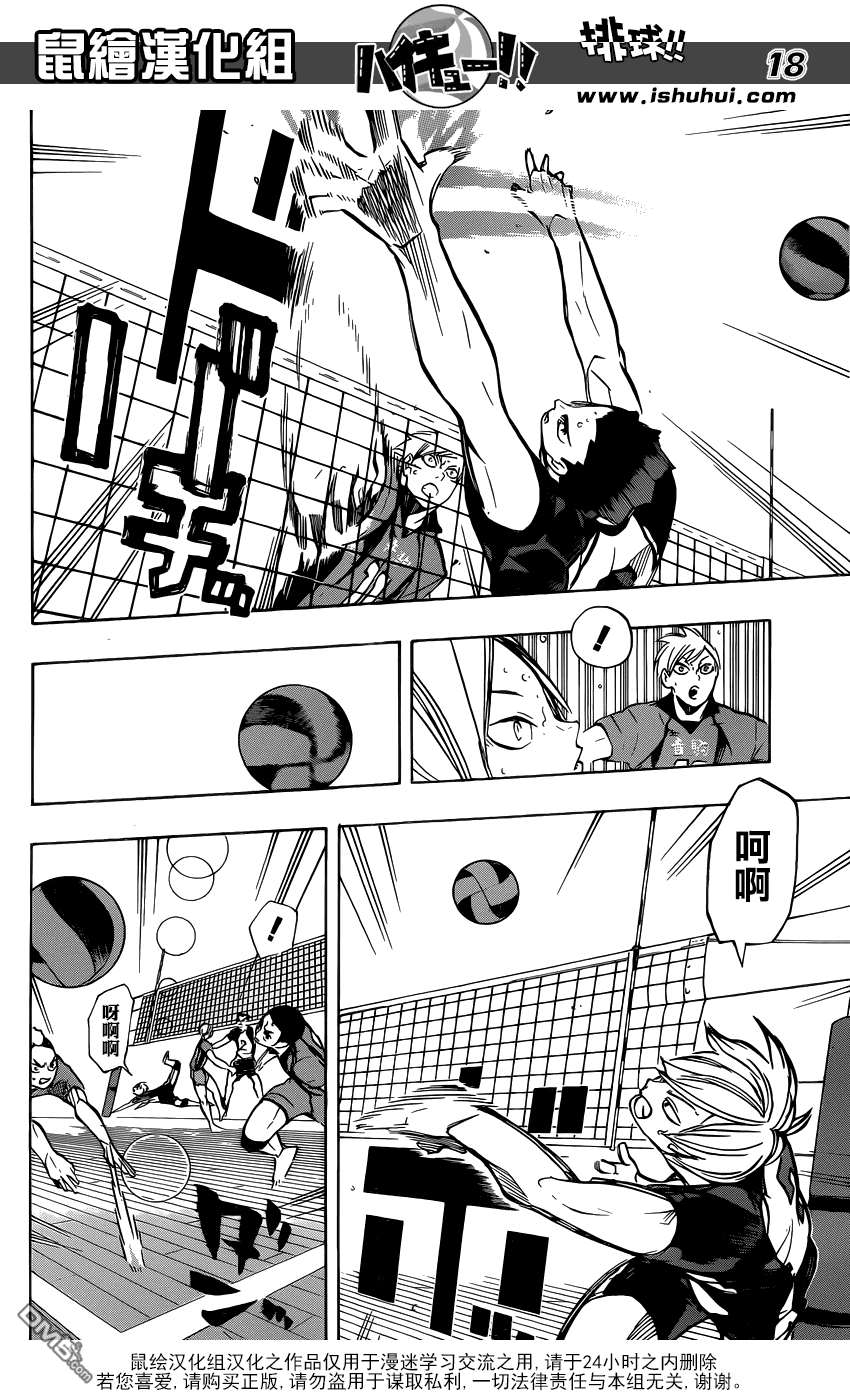 鼠繪漢化組
ハイキュー!!
排球!!
18
www.ishuhui.com
!
香駒
呵啊
!
呀啊啊
DM5.com
鼠绘汉化组汉化之作品仅用于漫迷学习交流之用,请于24小时之内删除
若您喜爱,请购买正版,请勿盗用于谋取私利,一切法律责任与本组无关,谢谢。